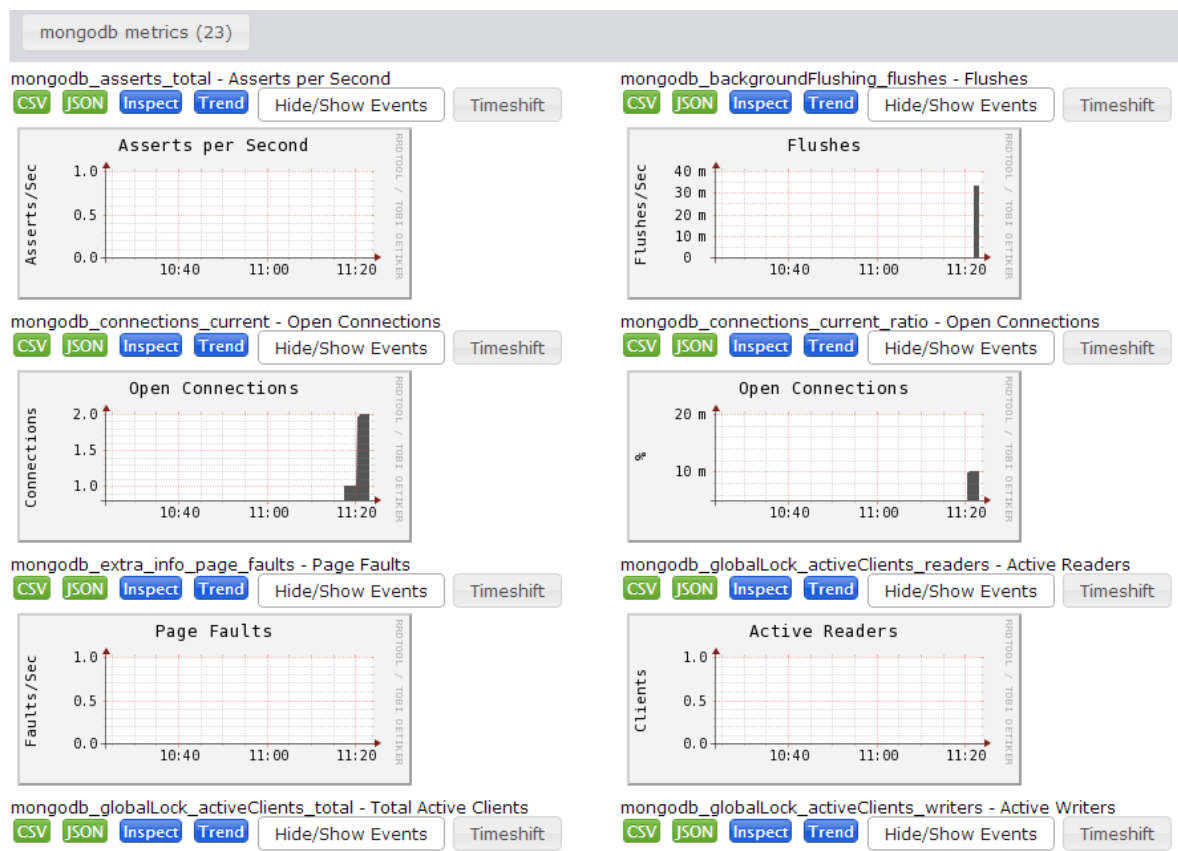 mongodb metrics (23)
mongodb_asserts_total - Asserts per Second
CSV JSON Inspect Trend Hide/Show Events Timeshift
Asserts per Second
Asserts/Sec
1.0
0.5
0.0
10:40 11:00 11:20
RRDTOOL / TOBI OETIKER
mongodb_backgroundFlushing_flushes - Flushes
CSV JSON Inspect Trend Hide/Show Events Timeshift
Flushes
Flushes/Sec
40 m
30 m
20 m
10 m
0
10:40 11:00 11:20
RRDTOOL / TOBI OETIKER
mongodb_connections_current - Open Connections
CSV JSON Inspect Trend Hide/Show Events Timeshift
Open Connections
Connections
2.0
1.5
1.0
10:40 11:00 11:20
RRDTOOL / TOBI OETIKER
mongodb_connections_current_ratio - Open Connections
CSV JSON Inspect Trend Hide/Show Events Timeshift
Open Connections
%
20 m
10 m
10:40 11:00 11:20
RRDTOOL / TOBI OETIKER
mongodb_extra_info_page_faults - Page Faults
CSV JSON Inspect Trend Hide/Show Events Timeshift
Page Faults
Faults/Sec
1.0
0.5
0.0
10:40 11:00 11:20
RRDTOOL / TOBI OETIKER
mongodb_globalLock_activeClients_readers - Active Readers
CSV JSON Inspect Trend Hide/Show Events Timeshift
Active Readers
Clients
1.0
0.5
0.0
10:40 11:00 11:20
RRDTOOL / TOBI OETIKER
mongodb_globalLock_activeClients_total - Total Active Clients
CSV JSON Inspect Trend Hide/Show Events Timeshift
mongodb_globalLock_activeClients_writers - Active Writers
CSV JSON Inspect Trend Hide/Show Events Timeshift